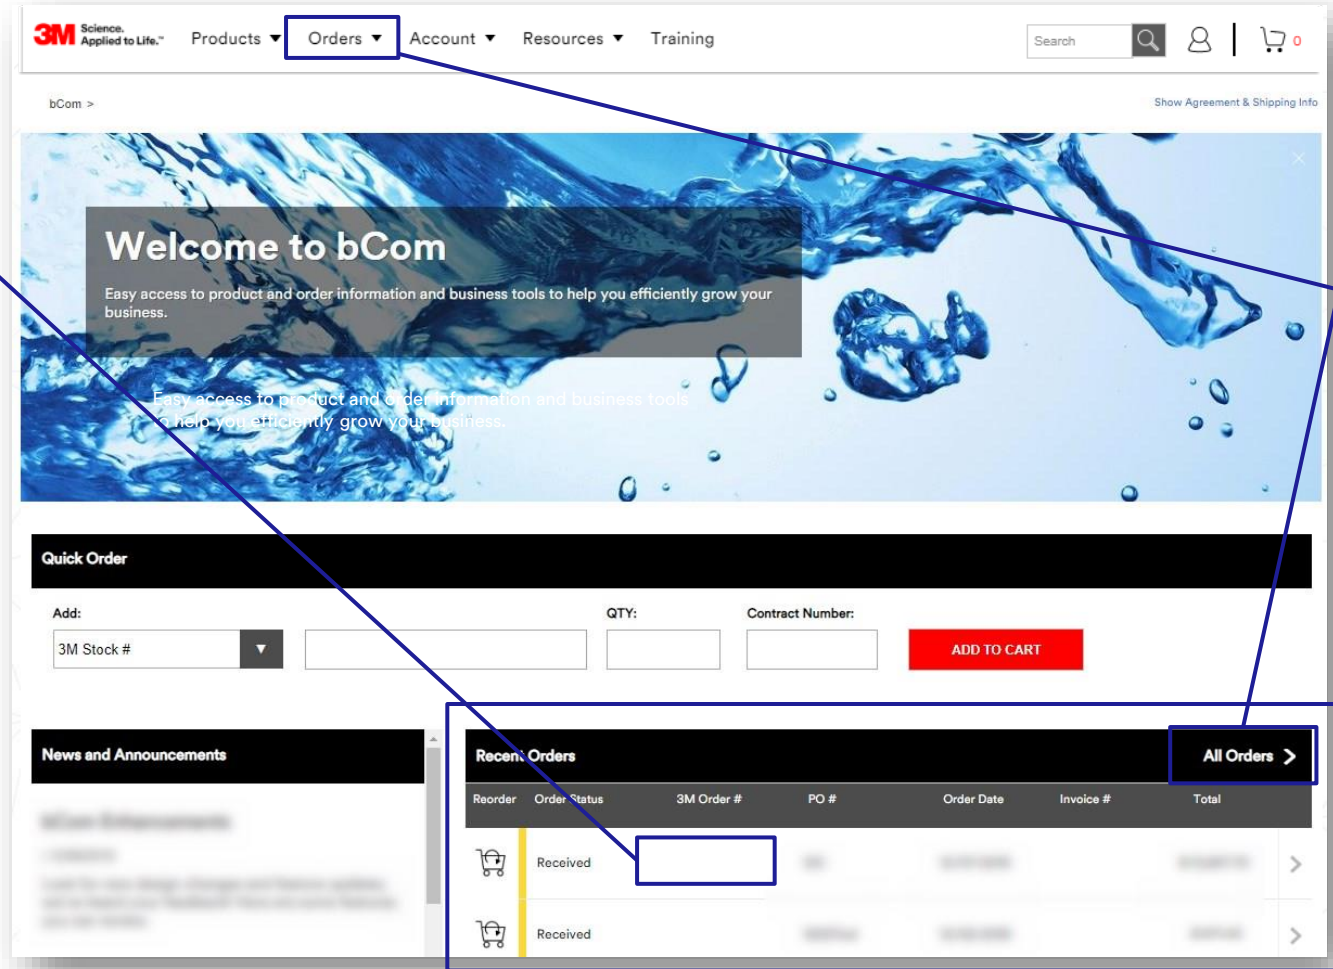 3M Science.
Applied to Life.™
Products ▼ Orders ▼ Account ▼ Resources ▼ Training
Search
0
bCom >
Show Agreement & Shipping Info
Welcome to bCom
Easy access to product and order information and business tools to help you efficiently grow your
business.
Easy access to product and order information and business tools
to help you efficiently grow your business.
Quick Order
Add: QTY: Contract Number:
3M Stock # ▼
ADD TO CART
News and Announcements
Recent Orders
All Orders >
Reorder Order Status 3M Order # PO # Order Date Invoice # Total
Received
Received